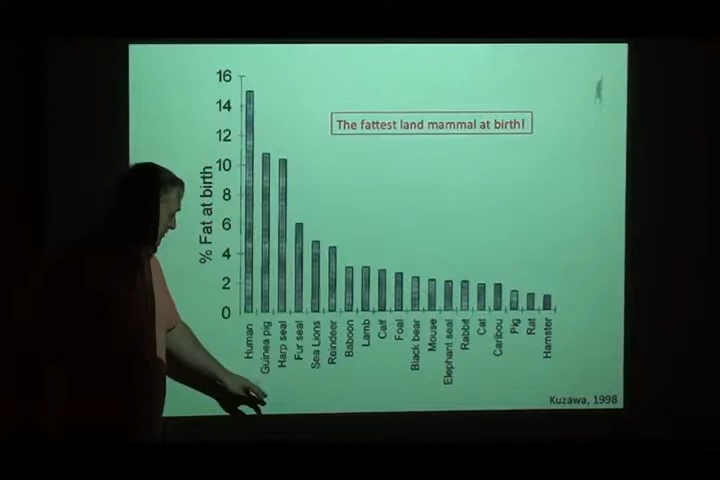 16
14
12
10
8
6
4
2
0
% Fat at birth
The fattest land mammal at birth!
Human
Guinea pig
Harp seal
Fur seal
Sea Lions
Reindeer
Baboon
Lamb
Calf
Foal
Black bear
Mouse
Elephant seal
Rabbit
Cat
Caribou
Pig
Rat
Hamster
Kuzawa, 1998